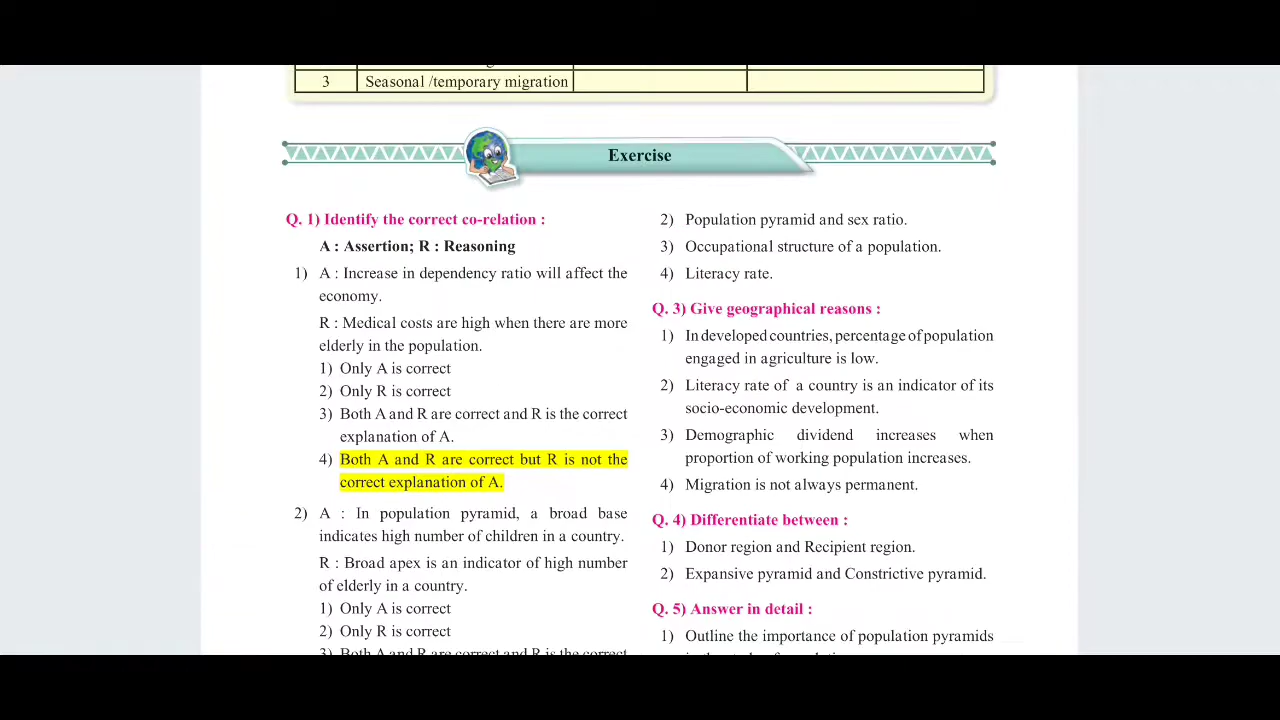 3 Seasonal /temporary migration
Exercise
Q. 1) Identify the correct co-relation :
A : Assertion; R : Reasoning
1) A : Increase in dependency ratio will affect the
economy.
R : Medical costs are high when there are more
elderly in the population.
1) Only A is correct
2) Only R is correct
3) Both A and R are correct and R is the correct
explanation of A.
4) Both A and R are correct but R is not the
correct explanation of A.
2) A : In population pyramid, a broad base
indicates high number of children in a country.
R : Broad apex is an indicator of high number
of elderly in a country.
1) Only A is correct
2) Only R is correct
3) Both A and R are correct and R is the correct
2) Population pyramid and sex ratio.
3) Occupational structure of a population.
4) Literacy rate.
Q. 3) Give geographical reasons :
1) In developed countries, percentage of population
engaged in agriculture is low.
2) Literacy rate of a country is an indicator of its
socio-economic development.
3) Demographic dividend increases when
proportion of working population increases.
4) Migration is not always permanent.
Q. 4) Differentiate between :
1) Donor region and Recipient region.
2) Expansive pyramid and Constrictive pyramid.
Q. 5) Answer in detail :
1) Outline the importance of population pyramids